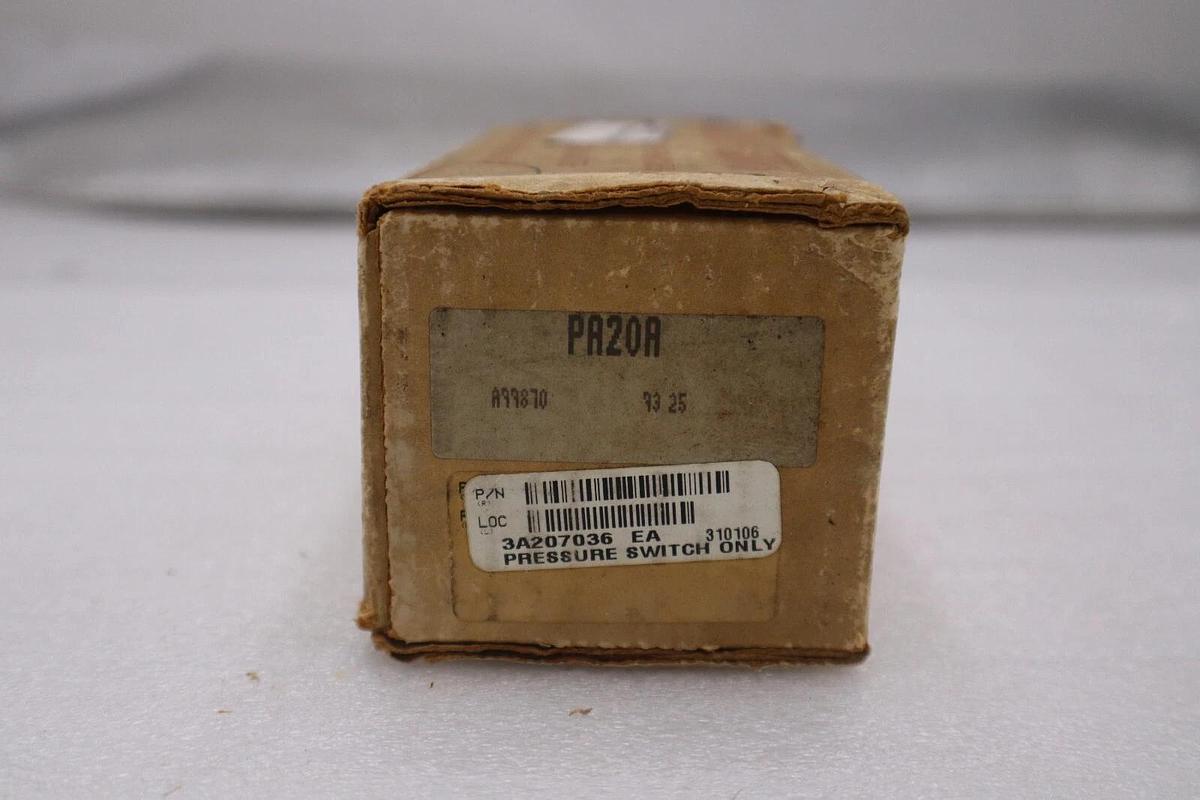 PA20A
A99870 93 25
P/N
(R)
LOC
3A207036 EA 310106
PRESSURE SWITCH ONLY